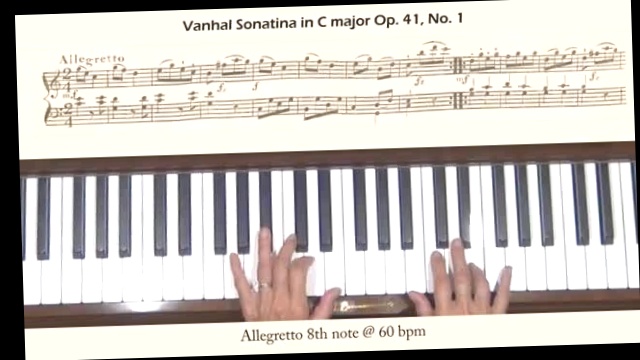 Vanhal Sonatina in C major Op. 41, No. 1
Allegretto
Allegretto 8th note @ 60 bpm